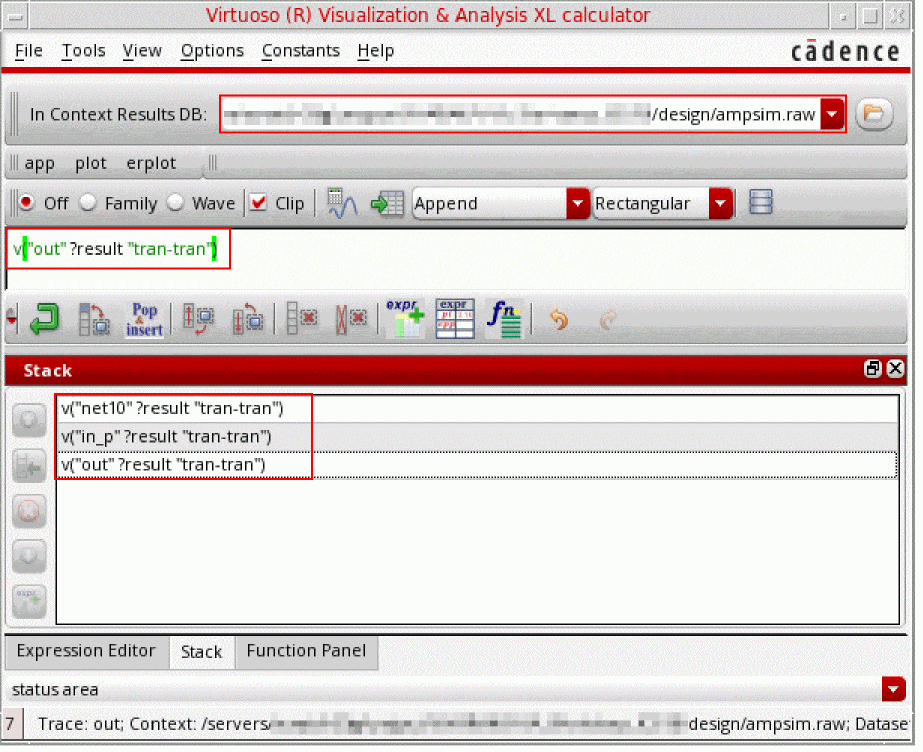 Virtuoso (R) Visualization & Analysis XL calculator
File Tools View Options Constants Help
cādence
In Context Results DB: /design/ampsim.raw
app plot erplot
Off Family Wave Clip Append Rectangular
v("out" ?result "tran-tran")
Pop & insert expr expr fn
Stack
v("net10" ?result "tran-tran")
v("in_p" ?result "tran-tran")
v("out" ?result "tran-tran")
expr
Expression Editor Stack Function Panel
status area
7 Trace: out; Context: /servers/ design/ampsim.raw; Datase